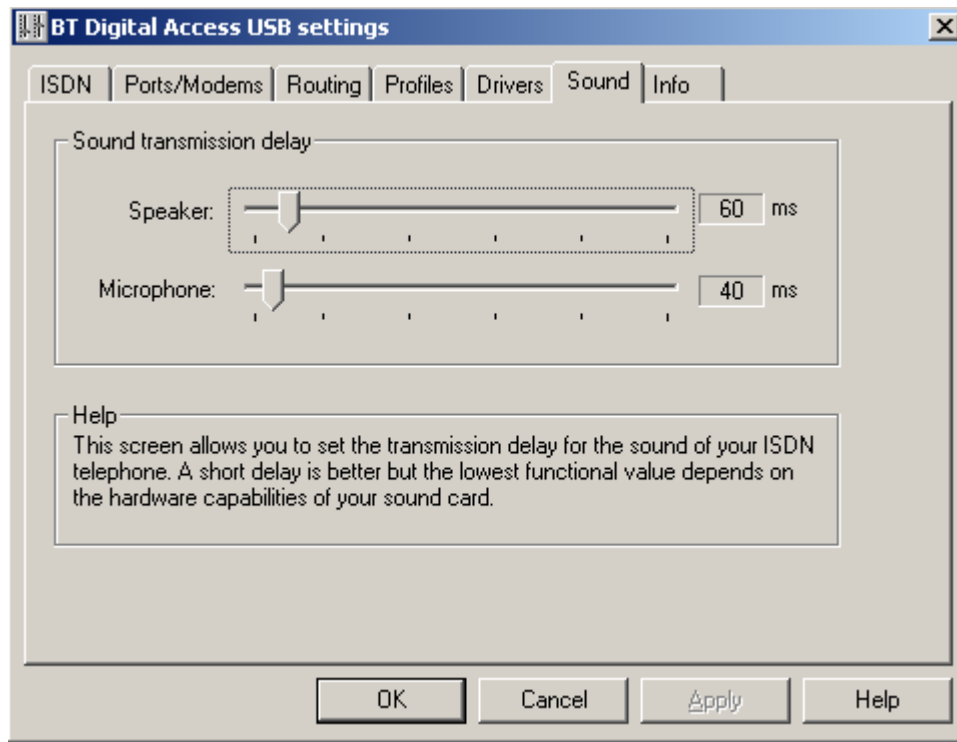 BT Digital Access USB settings
ISDN Ports/Modems Routing Profiles Drivers Sound Info
Sound transmission delay
Speaker: 60 ms
Microphone: 40 ms
Help
This screen allows you to set the transmission delay for the sound of your ISDN
telephone. A short delay is better but the lowest functional value depends on
the hardware capabilities of your sound card.
OK Cancel Apply Help